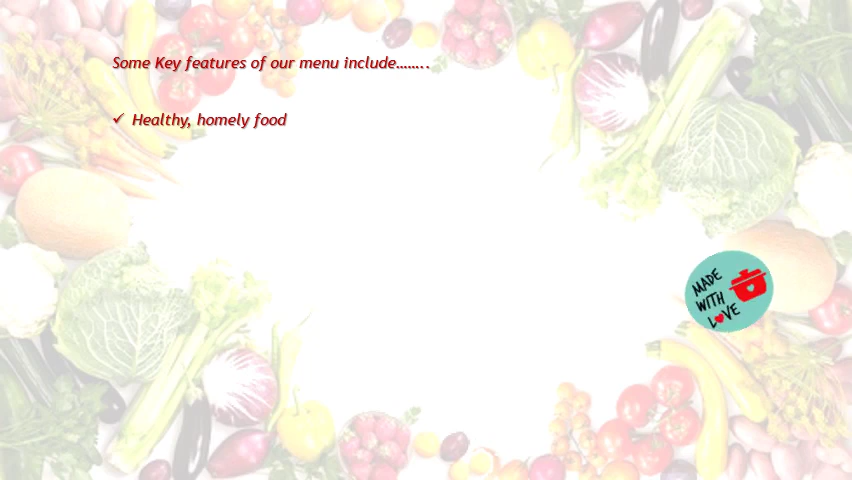 Some Key features of our menu include……..
✓ Healthy, homely food
MADE
WITH
LOVE